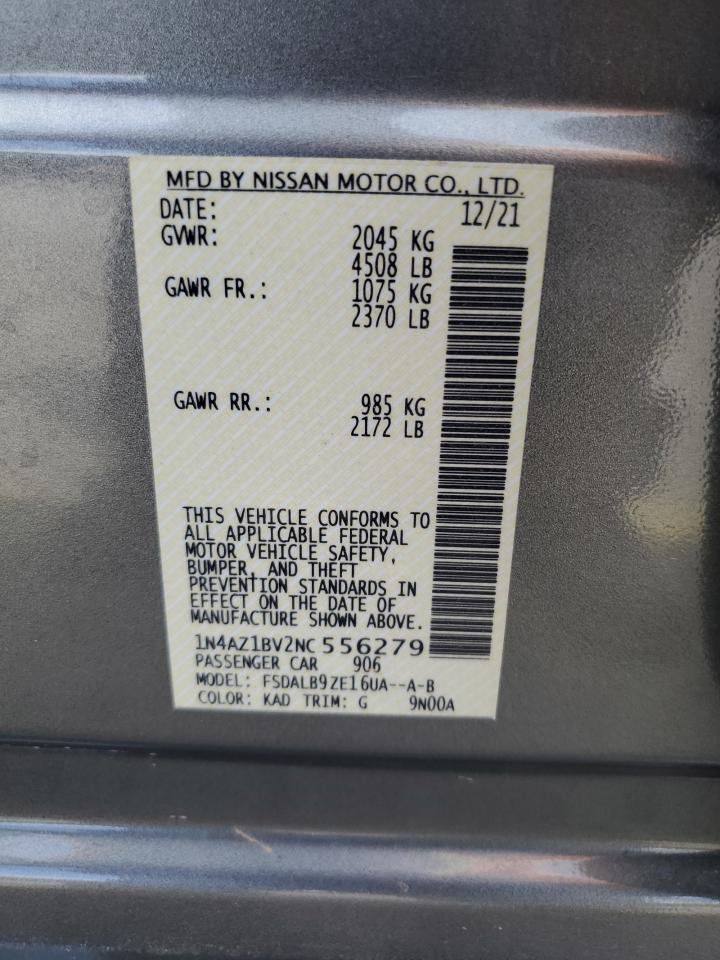 MFD BY NISSAN MOTOR CO., LTD.
DATE: 12/21
GVWR: 2045 KG
4508 LB
GAWR FR.: 1075 KG
2370 LB
GAWR RR.: 985 KG
2172 LB
THIS VEHICLE CONFORMS TO
ALL APPLICABLE FEDERAL
MOTOR VEHICLE SAFETY,
BUMPER, AND THEFT
PREVENTION STANDARDS IN
EFFECT ON THE DATE OF
MANUFACTURE SHOWN ABOVE.
1N4AZ1BV2NC556279
PASSENGER CAR 906
MODEL: FSDALB9ZE16UA--A-B
COLOR: KAD TRIM: G 9N00A